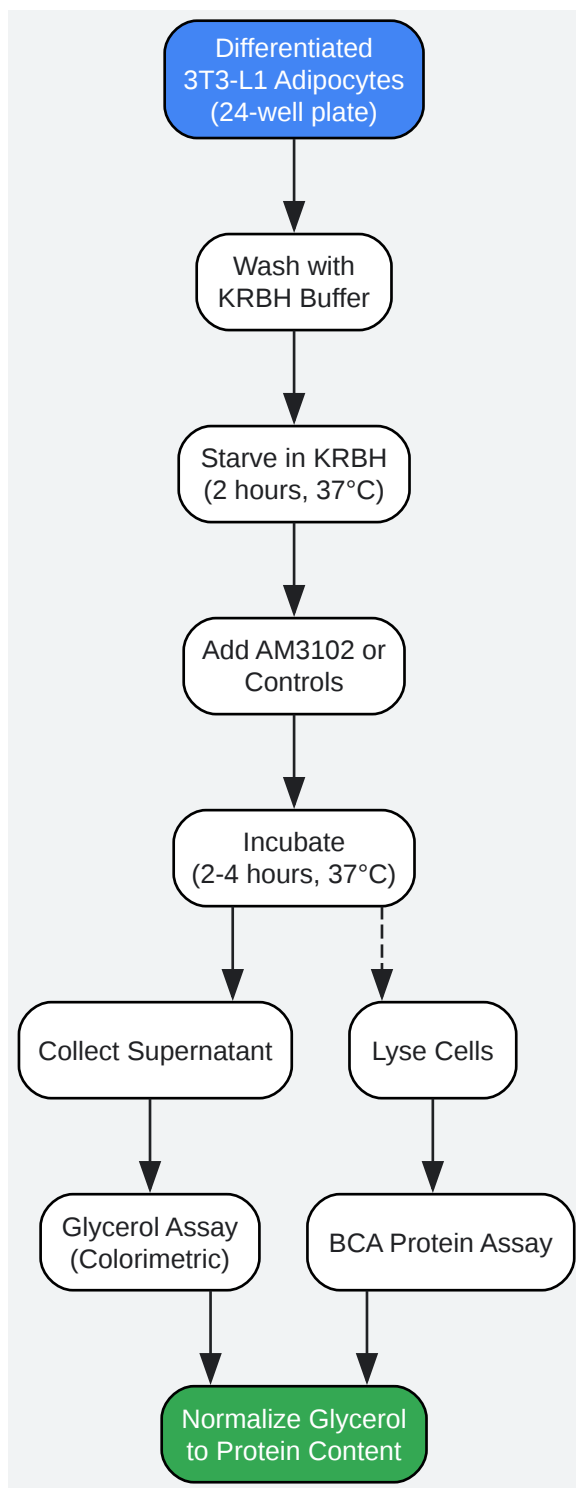 Differentiated
3T3-L1 Adipocytes
(24-well plate)
Wash with
KRBH Buffer
Starve in KRBH
(2 hours, 37°C)
Add AM3102 or
Controls
Incubate
(2-4 hours, 37°C)
Collect Supernatant
Lyse Cells
Glycerol Assay
(Colorimetric)
BCA Protein Assay
Normalize Glycerol
to Protein Content